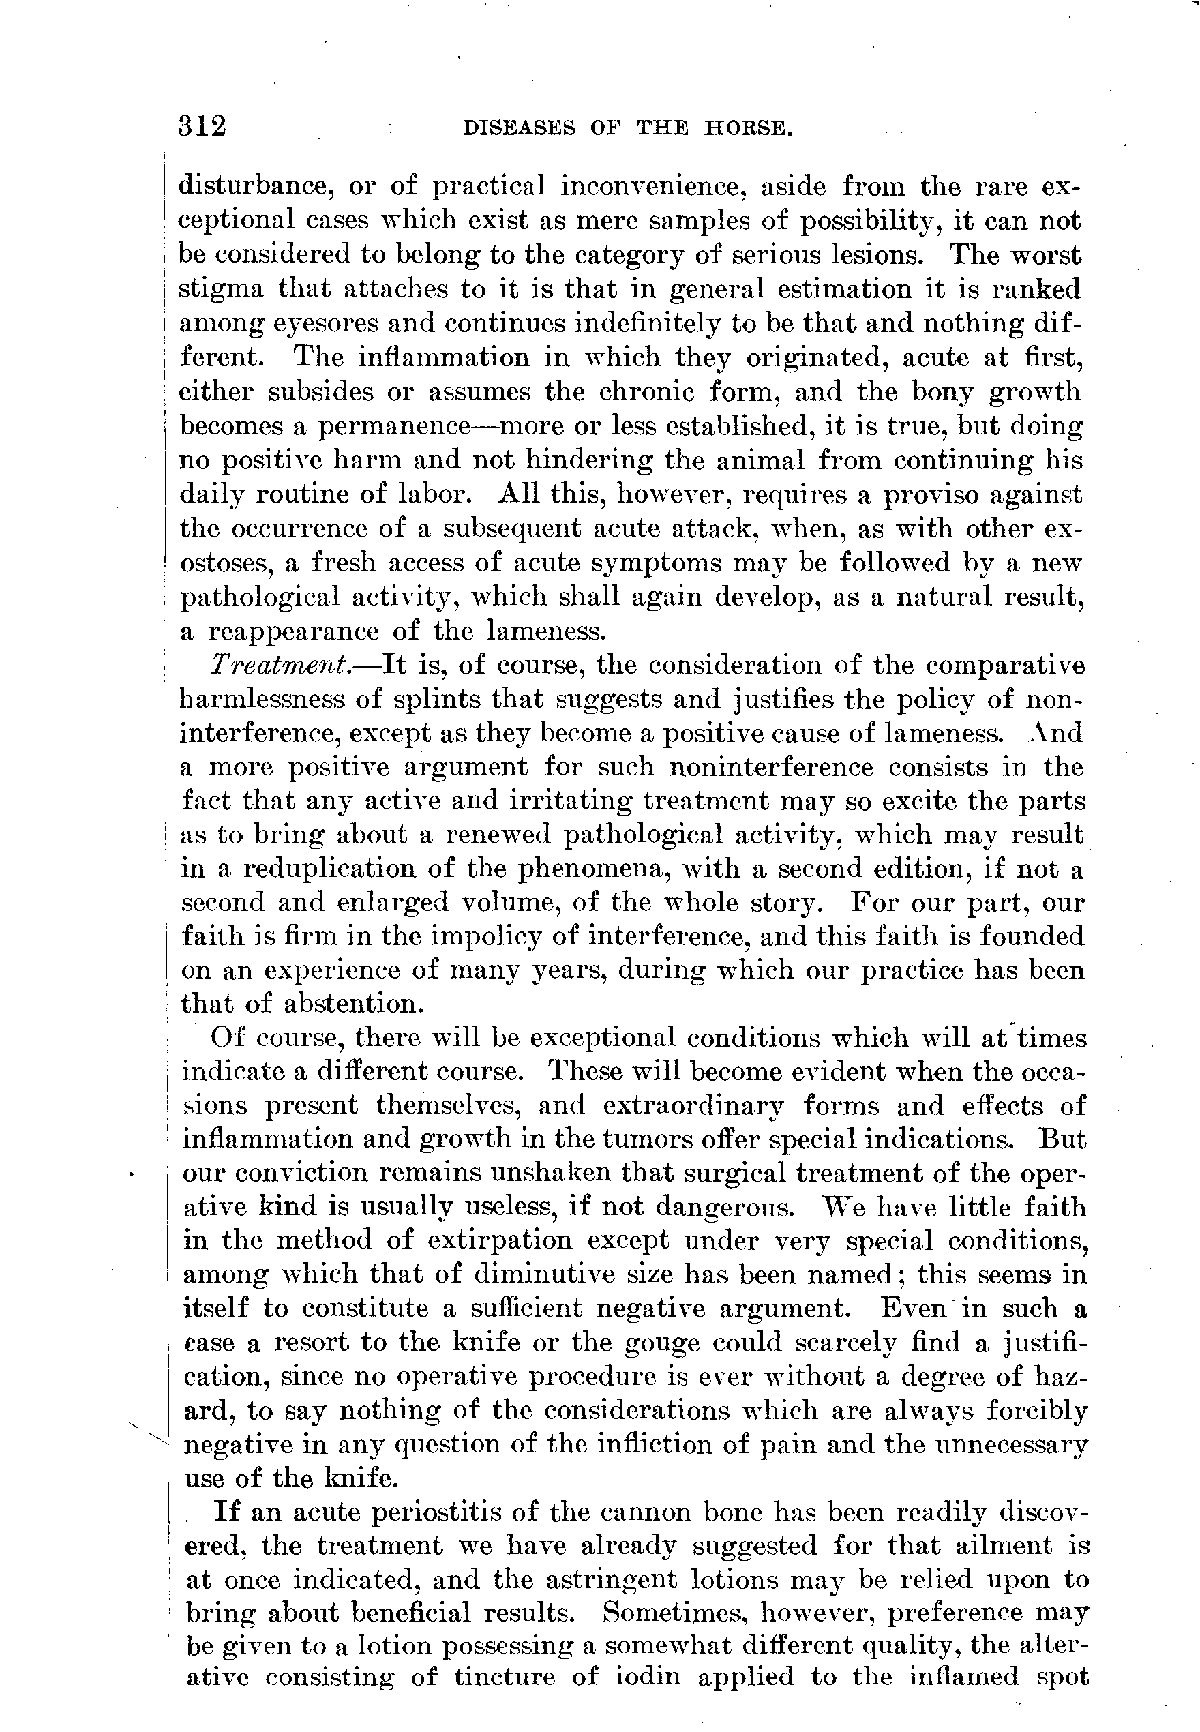 312 DISEASES OF THE HORSE.
disturbance, or of practical inconvenience, aside from the rare ex-
ceptional cases which exist as mere samples of possibility, it can not
be considered to belong to the category of serious lesions. The worst
stigma that attaches to it is that in general estimation it is ranked
among eyesores and continues indefinitely to be that and nothing dif-
ferent. The inflammation in which they originated, acute at first,
either subsides or assumes the chronic form, and the bony growth
becomes a permanence—more or less established, it is true, but doing
no positive harm and not hindering the animal from continuing his
daily routine of labor. All this, however, requires a proviso against
the occurrence of a subsequent acute attack, when, as with other ex-
ostoses, a fresh access of acute symptoms may be followed by a new
pathological activity, which shall again develop, as a natural result,
a reappearance of the lameness.
Treatment.—It is, of course, the consideration of the comparative
harmlessness of splints that suggests and justifies the policy of non-
interference, except as they become a positive cause of lameness. And
a more positive argument for such noninterference consists in the
fact that any active and irritating treatment may so excite the parts
as to bring about a renewed pathological activity, which may result
in a reduplication of the phenomena, with a second edition, if not a
second and enlarged volume, of the whole story. For our part, our
faith is firm in the impolicy of interference, and this faith is founded
on an experience of many years, during which our practice has been
that of abstention.
Of course, there will be exceptional conditions which will at times
indicate a different course. These will become evident when the occa-
sions present themselves, and extraordinary forms and effects of
inflammation and growth in the tumors offer special indications. But
our conviction remains unshaken that surgical treatment of the oper-
ative kind is usually useless, if not dangerous. We have little faith
in the method of extirpation except under very special conditions,
among which that of diminutive size has been named; this seems in
itself to constitute a sufficient negative argument. Even in such a
case a resort to the knife or the gouge could scarcely find a justifi-
cation, since no operative procedure is ever without a degree of haz-
ard, to say nothing of the considerations which are always forcibly
negative in any question of the infliction of pain and the unnecessary
use of the knife.
If an acute periostitis of the cannon bone has been readily discov-
ered, the treatment we have already suggested for that ailment is
at once indicated, and the astringent lotions may be relied upon to
bring about beneficial results. Sometimes, however, preference may
be given to a lotion possessing a somewhat different quality, the alter-
ative consisting of tincture of iodin applied to the inflamed spot